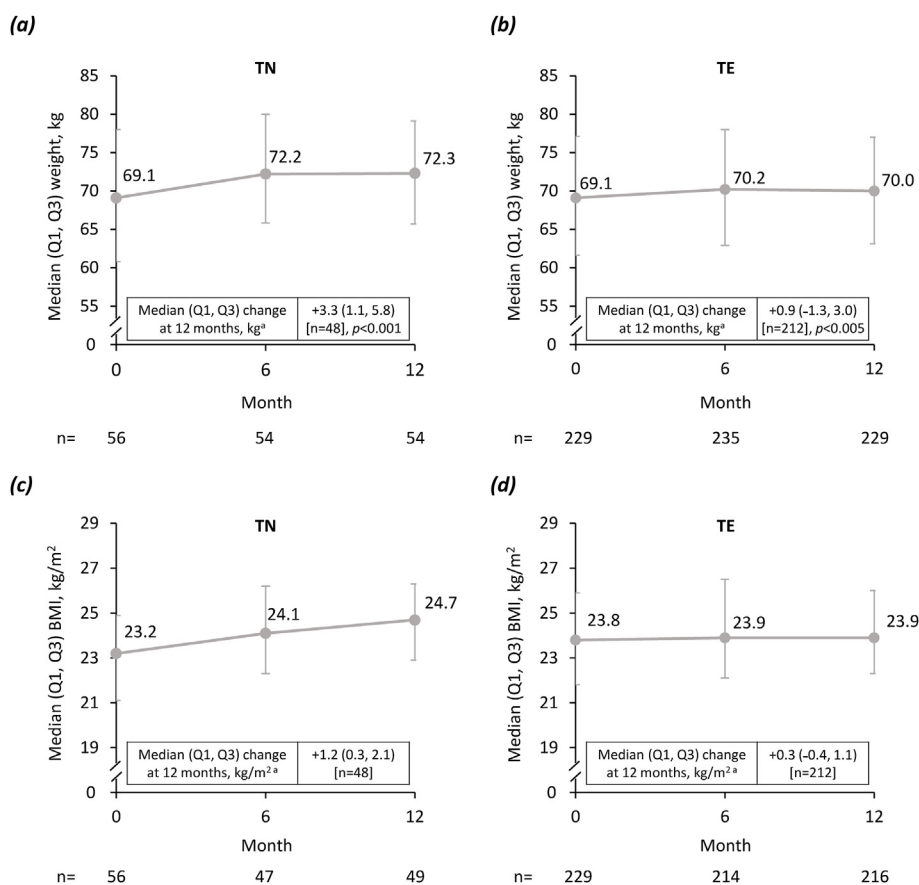 (a)
TN
Median (Q1, Q3) weight, kg
85
80
75
70
65
60
55
0
69.1
72.2
72.3
Median (Q1, Q3) change
at 12 months, kgᵃ
+3.3 (1.1, 5.8)
[n=48], p<0.001
0
6
12
Month
n= 56 54 54
(b)
TE
Median (Q1, Q3) weight, kg
85
80
75
70
65
60
55
0
69.1
70.2
70.0
Median (Q1, Q3) change
at 12 months, kgᵃ
+0.9 (–1.3, 3.0)
[n=212], p<0.005
0
6
12
Month
n= 229 235 229
(c)
TN
Median (Q1, Q3) BMI, kg/m²
29
27
25
23
21
19
0
23.2
24.1
24.7
Median (Q1, Q3) change
at 12 months, kg/m² ᵃ
+1.2 (0.3, 2.1)
[n=48]
0
6
12
Month
n= 56 47 49
(d)
TE
Median (Q1, Q3) BMI, kg/m²
29
27
25
23
21
19
0
23.8
23.9
23.9
Median (Q1, Q3) change
at 12 months, kg/m² ᵃ
+0.3 (–0.4, 1.1)
[n=212]
0
6
12
Month
n= 229 214 216